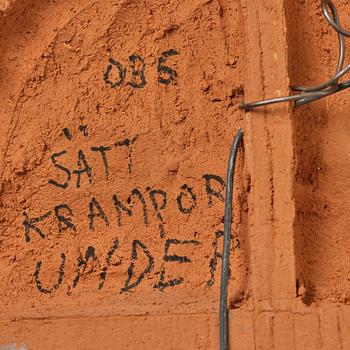 OBS
SÄTT
KRAMPOR
UNDER